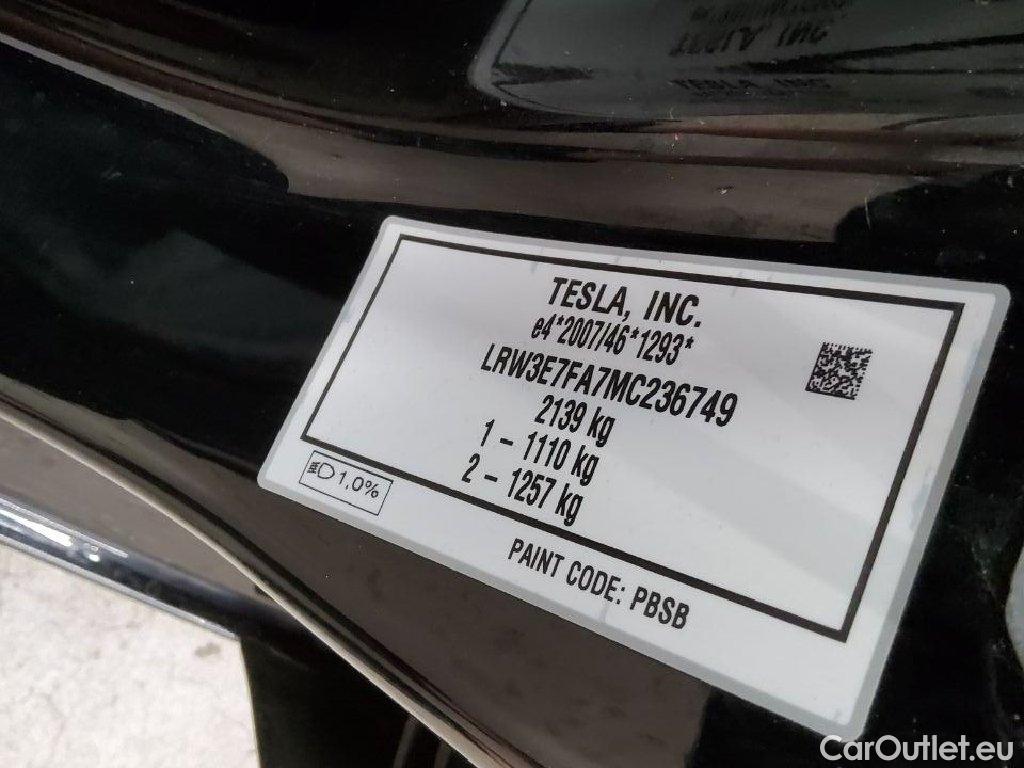 TESLA, INC.
e4*2007/46*1293*
LRW3E7FA7MC236749
2139 kg
1 - 1110 kg
2 - 1257 kg
1.0%
PAINT CODE: PBSB
CarOutlet.eu